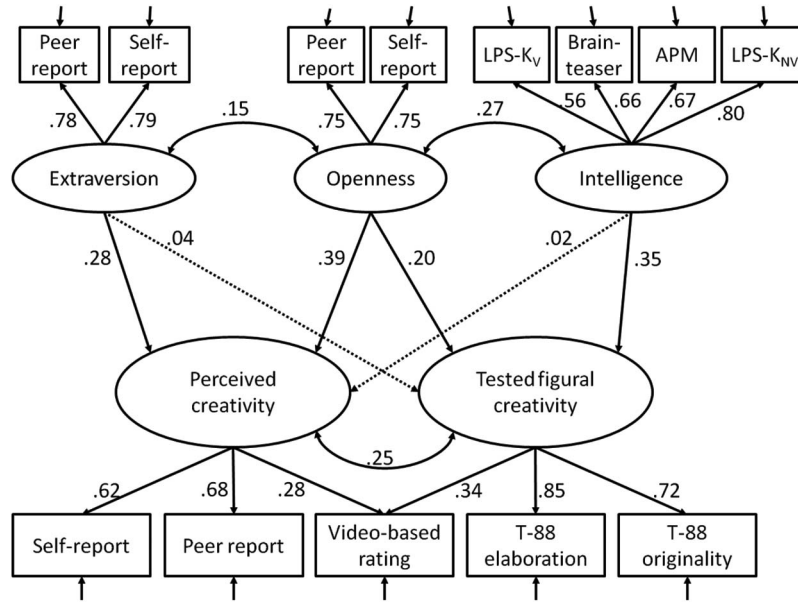 Peer
report
Self-
report
Peer
report
Self-
report
LPS-KV
Brain-
teaser
APM
LPS-KNV
.78
.79
.15
.75
.75
.27
.56
.66
.67
.80
Extraversion
Openness
Intelligence
.28
.04
.39
.20
.02
.35
Perceived
creativity
Tested figural
creativity
.25
.62
.68
.28
.34
.85
.72
Self-report
Peer report
Video-based
rating
T-88
elaboration
T-88
originality